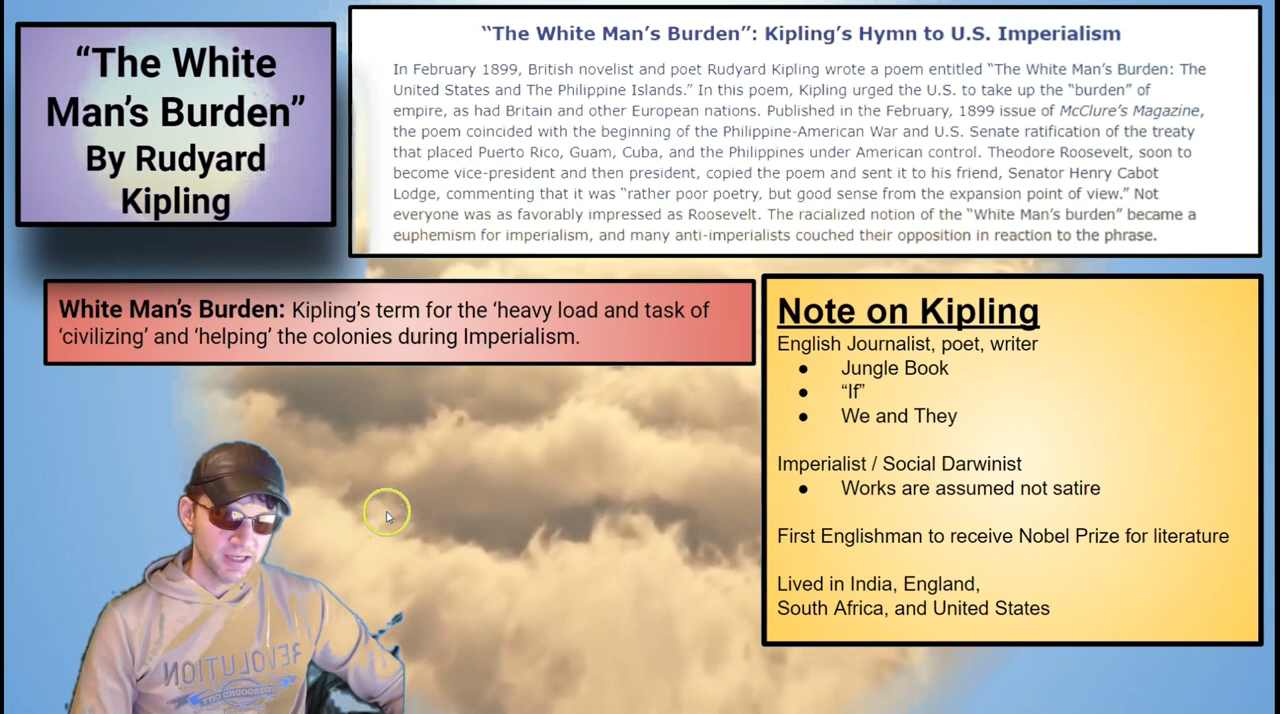 “The White
Man’s Burden”
By Rudyard
Kipling
“The White Man’s Burden”: Kipling’s Hymn to U.S. Imperialism
In February 1899, British novelist and poet Rudyard Kipling wrote a poem entitled “The White Man’s Burden: The
United States and The Philippine Islands.” In this poem, Kipling urged the U.S. to take up the “burden” of
empire, as had Britain and other European nations. Published in the February, 1899 issue of McClure’s Magazine,
the poem coincided with the beginning of the Philippine-American War and U.S. Senate ratification of the treaty
that placed Puerto Rico, Guam, Cuba, and the Philippines under American control. Theodore Roosevelt, soon to
become vice-president and then president, copied the poem and sent it to his friend, Senator Henry Cabot
Lodge, commenting that it was “rather poor poetry, but good sense from the expansion point of view.” Not
everyone was as favorably impressed as Roosevelt. The racialized notion of the “White Man’s burden” became a
euphemism for imperialism, and many anti-imperialists couched their opposition in reaction to the phrase.
White Man’s Burden: Kipling’s term for the ‘heavy load and task of
‘civilizing’ and ‘helping’ the colonies during Imperialism.
Note on Kipling
English Journalist, poet, writer
● Jungle Book
● “If”
● We and They
Imperialist / Social Darwinist
● Works are assumed not satire
First Englishman to receive Nobel Prize for literature
Lived in India, England,
South Africa, and United States
REVOLUTION